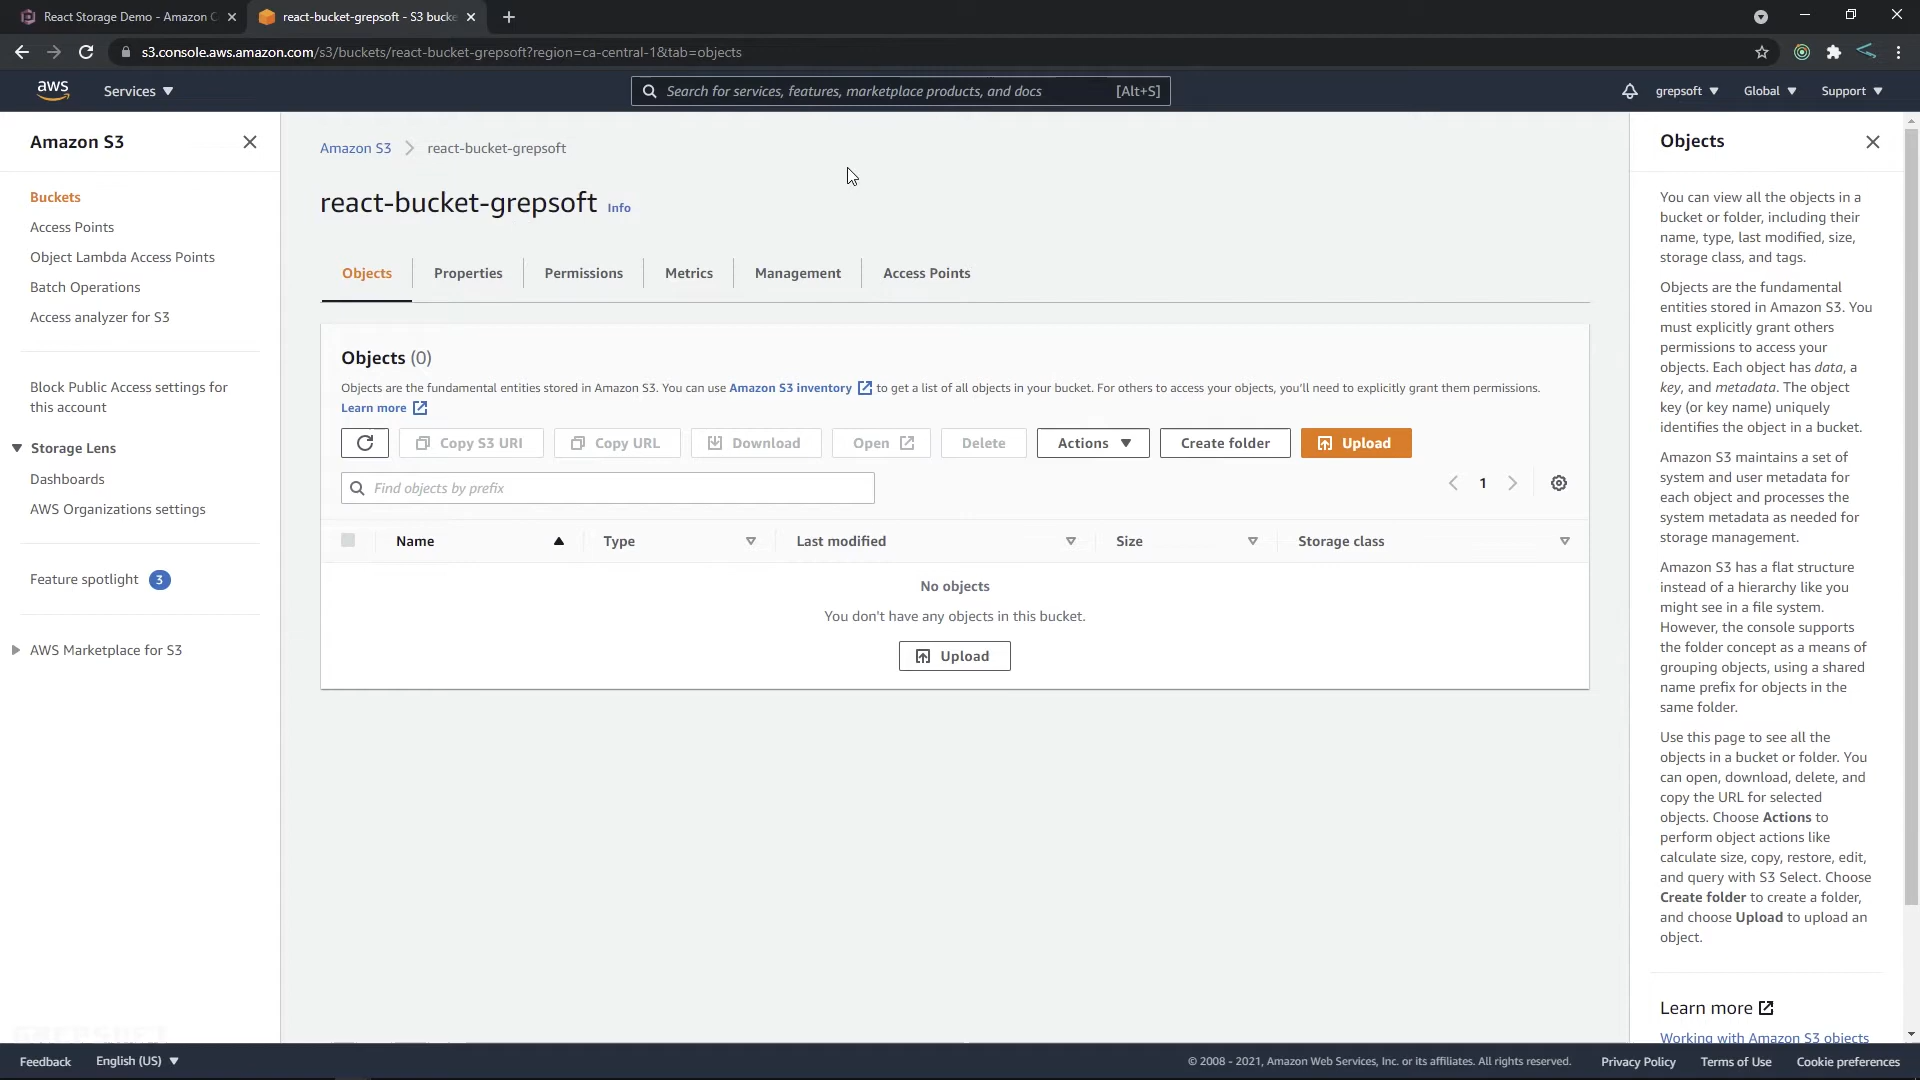 React Storage Demo - Amazon C
react-bucket-grepsoft - S3 bucke
s3.console.aws.amazon.com/s3/buckets/react-bucket-grepsoft?region=ca-central-1&tab=objects
aws
Services
Search for services, features, marketplace products, and docs
[Alt+S]
grepsoft
Global
Support
Amazon S3
Buckets
Access Points
Object Lambda Access Points
Batch Operations
Access analyzer for S3
Block Public Access settings for
this account
Storage Lens
Dashboards
AWS Organizations settings
Feature spotlight 3
AWS Marketplace for S3
Amazon S3
react-bucket-grepsoft
react-bucket-grepsoft Info
Objects
Properties
Permissions
Metrics
Management
Access Points
Objects (0)
Objects are the fundamental entities stored in Amazon S3. You can use Amazon S3 inventory to get a list of all objects in your bucket. For others to access your objects, you'll need to explicitly grant them permissions.
Learn more
Copy S3 URI
Copy URL
Download
Open
Delete
Actions
Create folder
Upload
Find objects by prefix
1
Name
Type
Last modified
Size
Storage class
No objects
You don't have any objects in this bucket.
Upload
Objects
You can view all the objects in a
bucket or folder, including their
name, type, last modified, size,
storage class, and tags.
Objects are the fundamental
entities stored in Amazon S3. You
must explicitly grant others
permissions to access your
objects. Each object has data, a
key, and metadata. The object
key (or key name) uniquely
identifies the object in a bucket.
Amazon S3 maintains a set of
system and user metadata for
each object and processes the
system metadata as needed for
storage management.
Amazon S3 has a flat structure
instead of a hierarchy like you
might see in a file system.
However, the console supports
the folder concept as a means of
grouping objects, using a shared
name prefix for objects in the
same folder.
Use this page to see all the
objects in a bucket or folder. You
can open, download, delete, and
copy the URL for selected
objects. Choose Actions to
perform object actions like
calculate size, copy, restore, edit,
and query with S3 Select. Choose
Create folder to create a folder,
and choose Upload to upload an
object.
Learn more
Working with Amazon S3 objects
Feedback
English (US)
© 2008 - 2021, Amazon Web Services, Inc. or its affiliates. All rights reserved.
Privacy Policy
Terms of Use
Cookie preferences